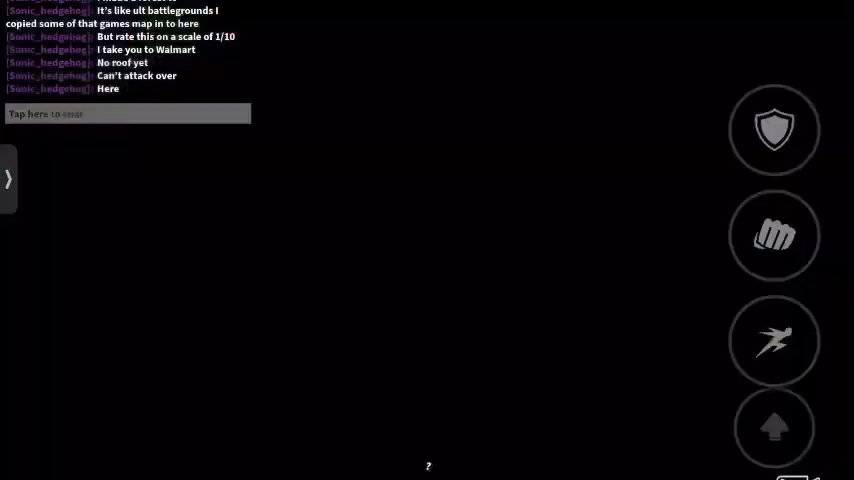 [Sonic_hedgehog]: It's like ult battlegrounds I
copied some of that games map in to here
[Sonic_hedgehog]: But rate this on a scale of 1/10
[Sonic_hedgehog]: I take you to Walmart
[Sonic_hedgehog]: No roof yet
[Sonic_hedgehog]: Can't attack over
[Sonic_hedgehog]: Here
Tap here to chat
?